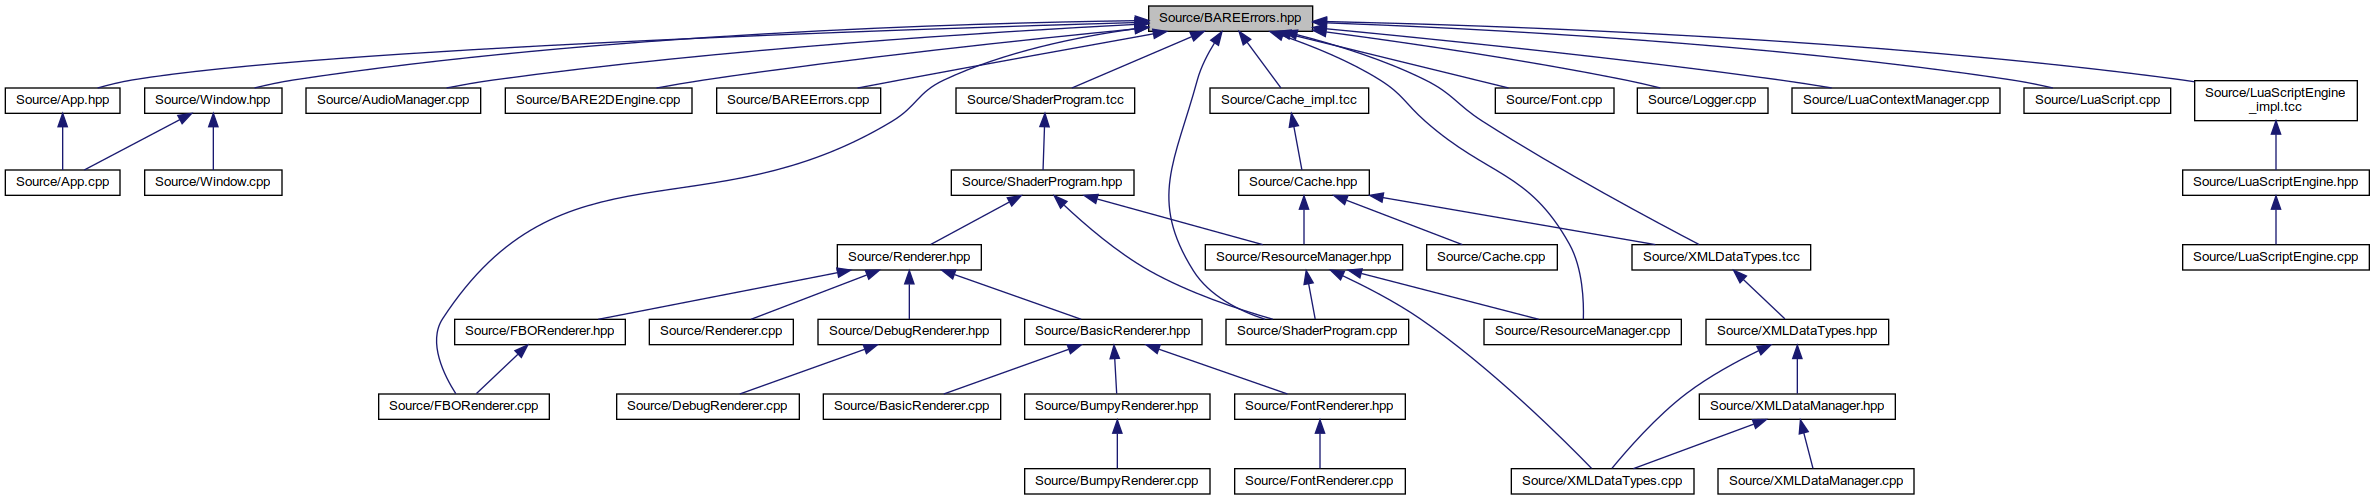 Source/BAREErrors.hpp
Source/App.hpp
Source/Window.hpp
Source/AudioManager.cpp
Source/BARE2DEngine.cpp
Source/BAREErrors.cpp
Source/ShaderProgram.tcc
Source/Cache_impl.tcc
Source/Font.cpp
Source/Logger.cpp
Source/LuaContextManager.cpp
Source/LuaScript.cpp
Source/LuaScriptEngine
_impl.tcc
Source/App.cpp
Source/Window.cpp
Source/ShaderProgram.hpp
Source/Cache.hpp
Source/LuaScriptEngine.hpp
Source/Renderer.hpp
Source/ResourceManager.hpp
Source/Cache.cpp
Source/XMLDataTypes.tcc
Source/LuaScriptEngine.cpp
Source/FBORenderer.hpp
Source/Renderer.cpp
Source/DebugRenderer.hpp
Source/BasicRenderer.hpp
Source/ShaderProgram.cpp
Source/ResourceManager.cpp
Source/XMLDataTypes.hpp
Source/FBORenderer.cpp
Source/DebugRenderer.cpp
Source/BasicRenderer.cpp
Source/BumpyRenderer.hpp
Source/FontRenderer.hpp
Source/XMLDataManager.hpp
Source/BumpyRenderer.cpp
Source/FontRenderer.cpp
Source/XMLDataTypes.cpp
Source/XMLDataManager.cpp